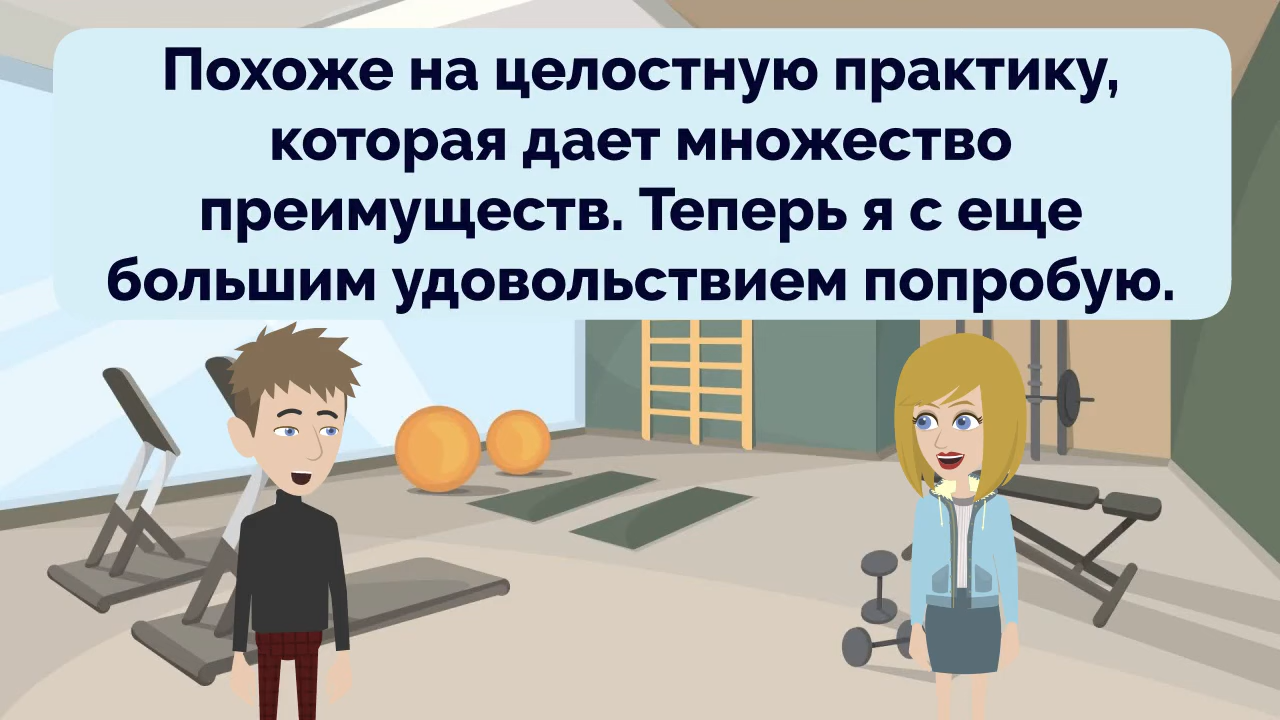 Похоже на целостную практику,
которая дает множество
преимуществ. Теперь я с еще
большим удовольствием попробую.